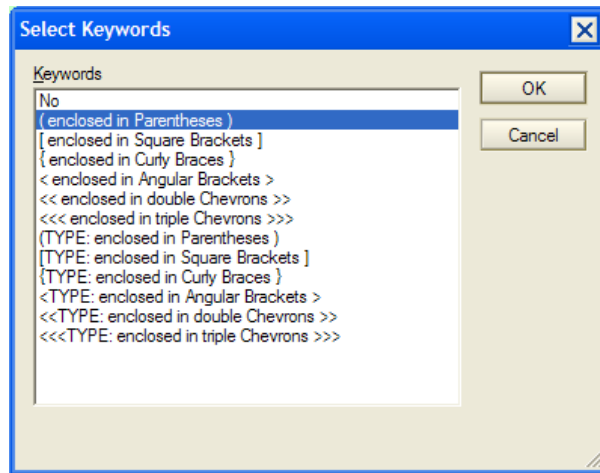 Select Keywords
Keywords
No
( enclosed in Parentheses )
[ enclosed in Square Brackets ]
{ enclosed in Curly Braces }
< enclosed in Angular Brackets >
<< enclosed in double Chevrons >>
<<< enclosed in triple Chevrons >>>
(TYPE: enclosed in Parentheses )
[TYPE: enclosed in Square Brackets ]
{TYPE: enclosed in Curly Braces }
<TYPE: enclosed in Angular Brackets >
<<TYPE: enclosed in double Chevrons >>
<<<TYPE: enclosed in triple Chevrons >>>
OK
Cancel